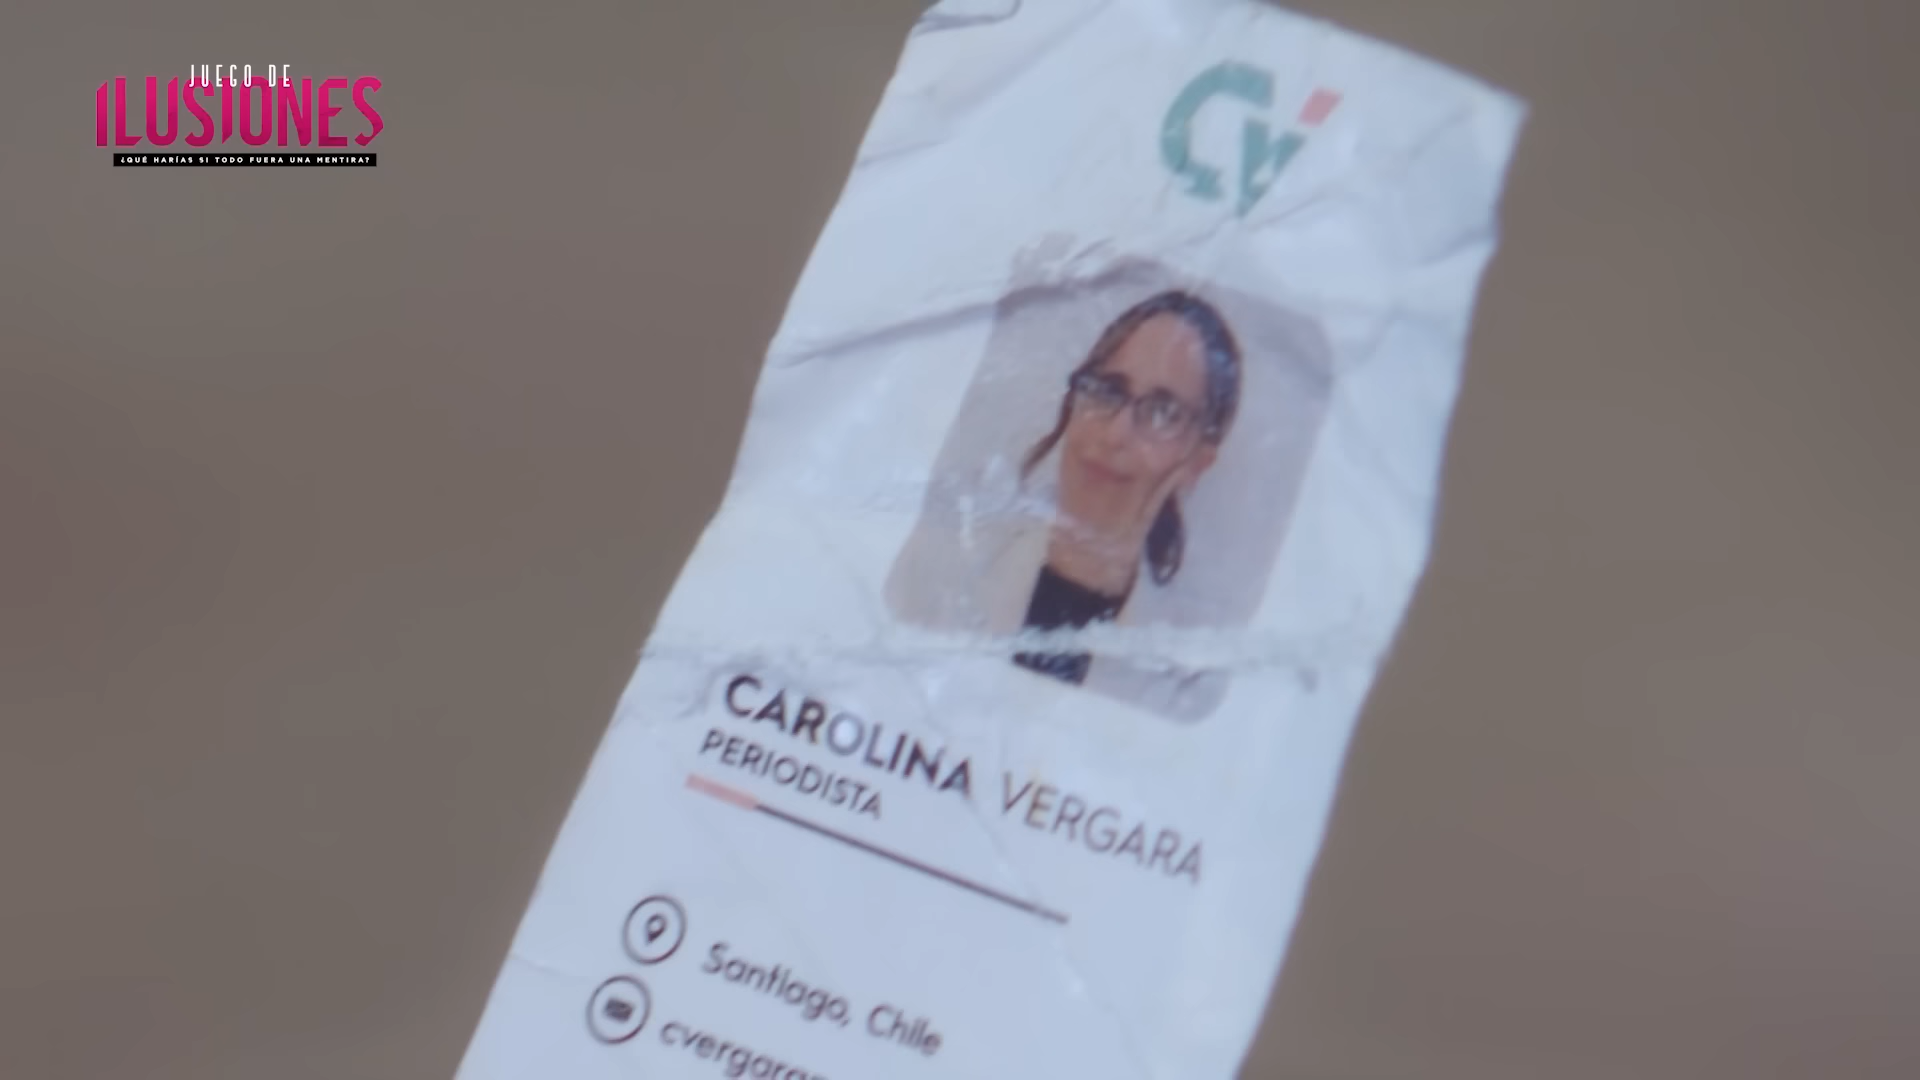 JUEGO DE
ILUSIONES
¿QUÉ HARÍAS SI TODO FUERA UNA MENTIRA?
CV
CAROLINA VERGARA
PERIODISTA
Santiago, Chile